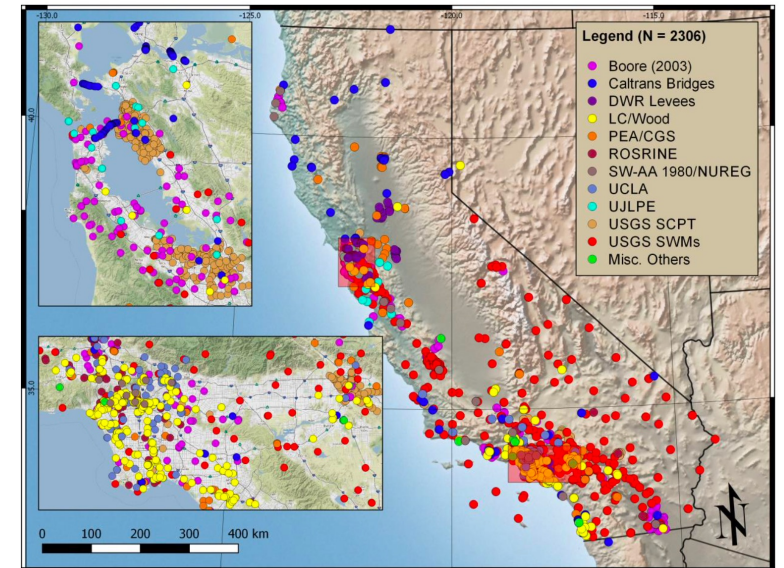 -130.0
-125.0
-120.0
-115.0
40.0
35.0
Legend (N = 2306)
Boore (2003)
Caltrans Bridges
DWR Levees
LC/Wood
PEA/CGS
ROSRINE
SW-AA 1980/NUREG
UCLA
UJLPE
USGS SCPT
USGS SWMs
Misc. Others
0 100 200 300 400 km
N